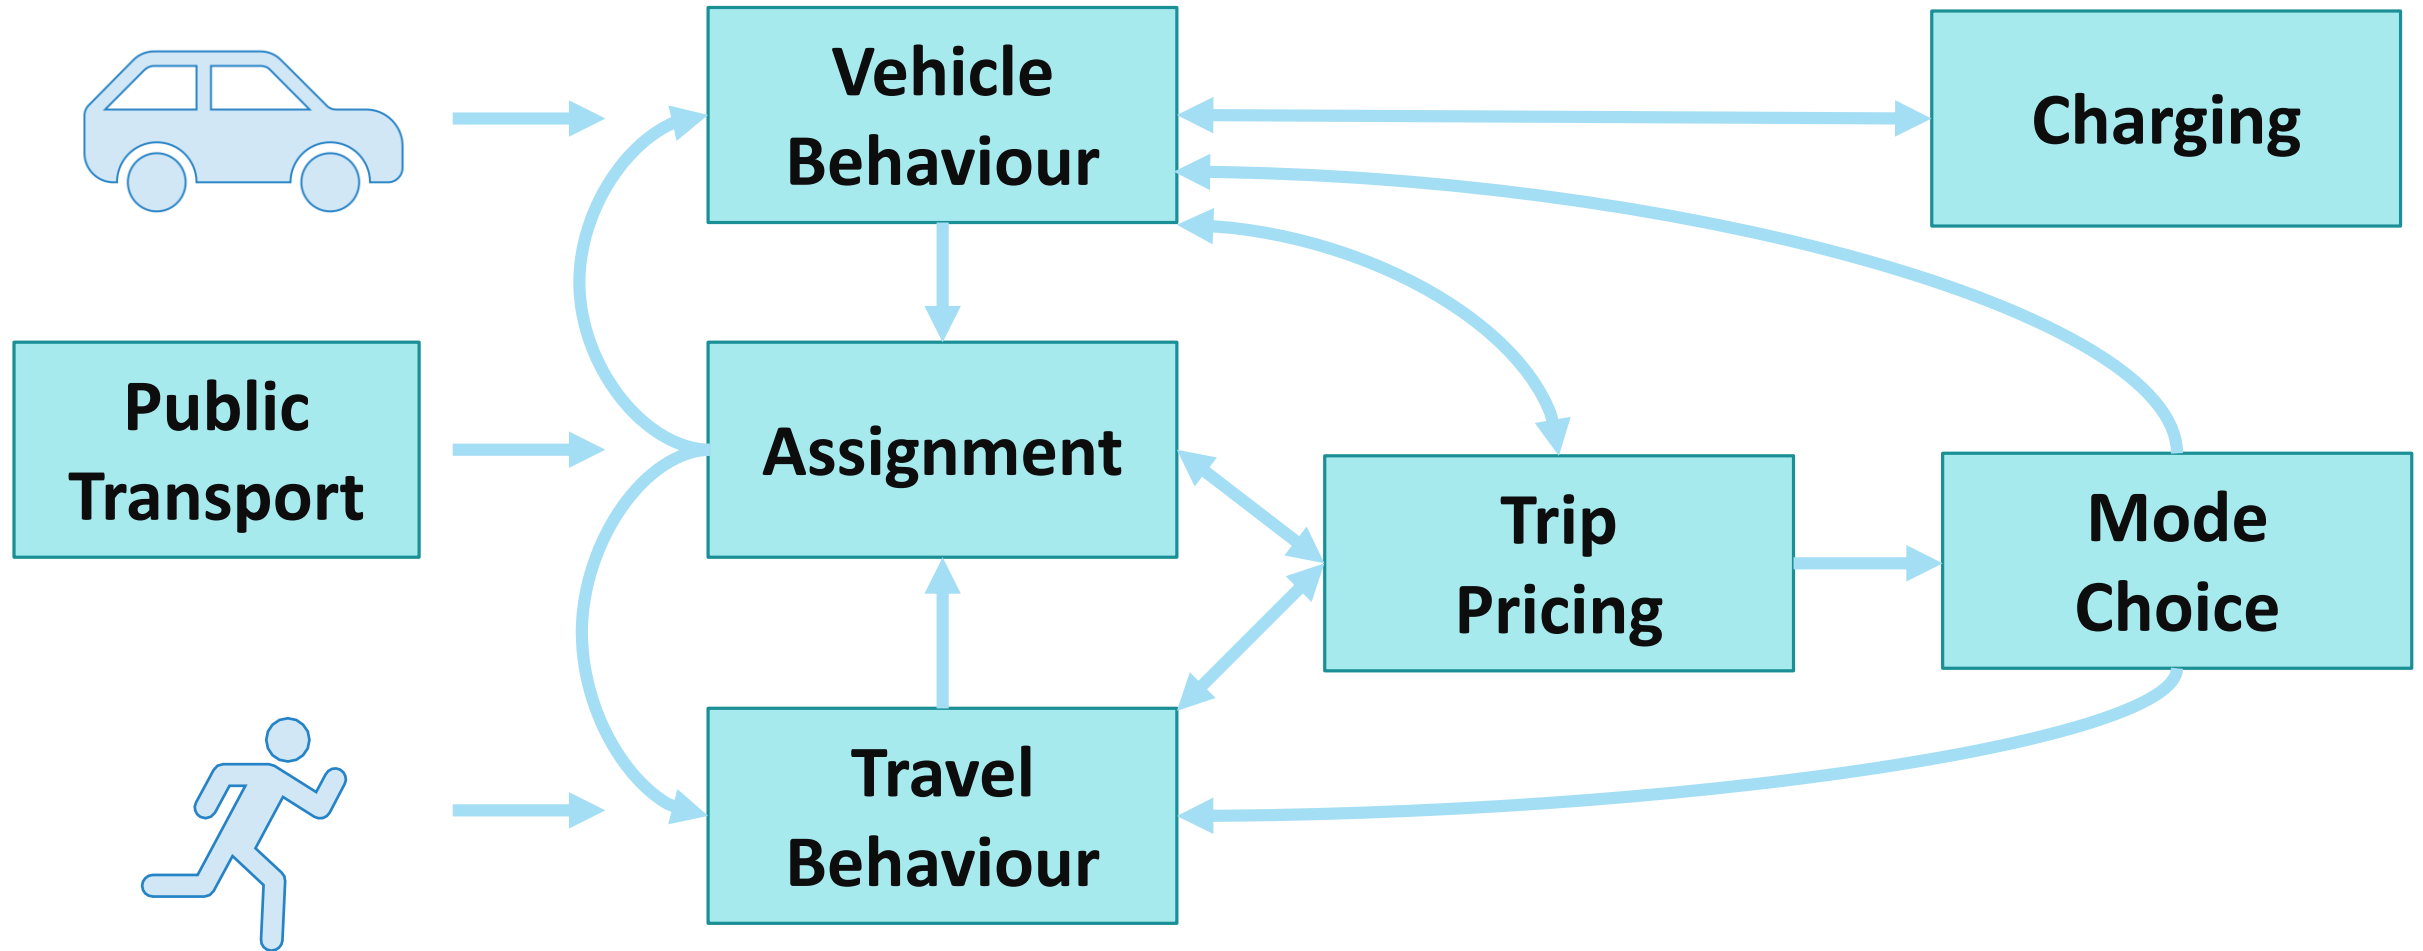 Vehicle
Behaviour
Charging
Public
Transport
Assignment
Trip
Pricing
Mode
Choice
Travel
Behaviour